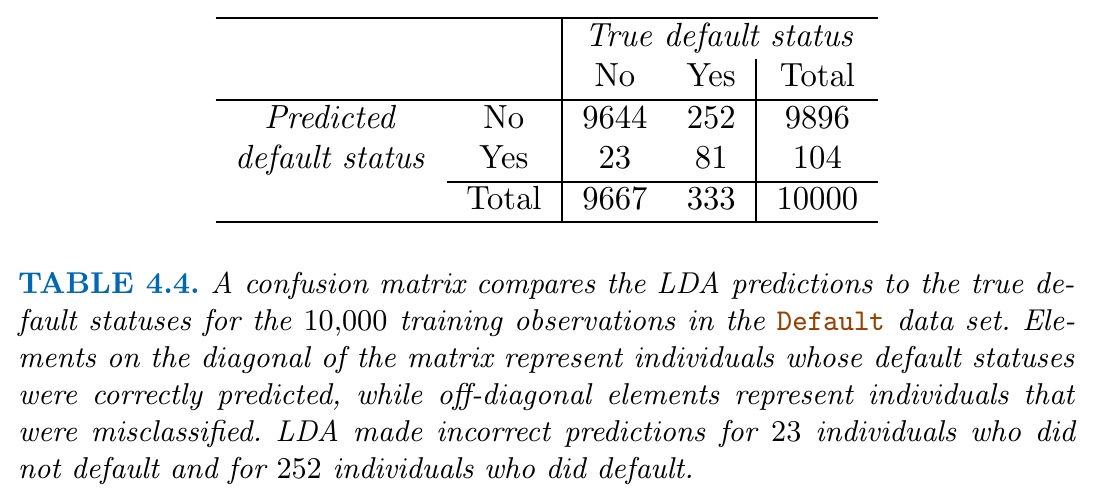 True default status
No Yes Total
Predicted No 9644 252 9896
default status Yes 23 81 104
Total 9667 333 10000
TABLE 4.4. A confusion matrix compares the LDA predictions to the true de-
fault statuses for the 10,000 training observations in the Default data set. Ele-
ments on the diagonal of the matrix represent individuals whose default statuses
were correctly predicted, while off-diagonal elements represent individuals that
were misclassified. LDA made incorrect predictions for 23 individuals who did
not default and for 252 individuals who did default.